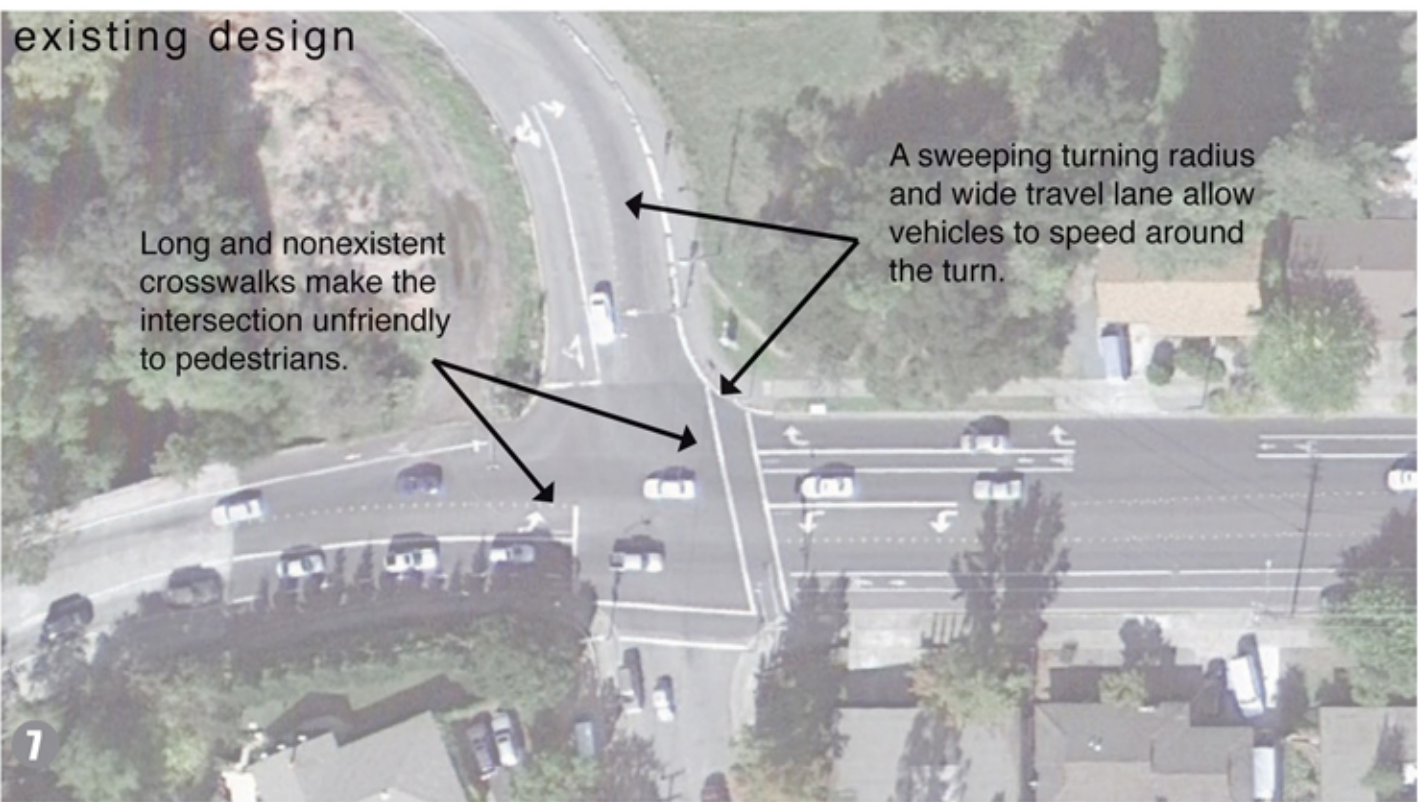 existing design
A sweeping turning radius
and wide travel lane allow
vehicles to speed around
the turn.
Long and nonexistent
crosswalks make the
intersection unfriendly
to pedestrians.
7